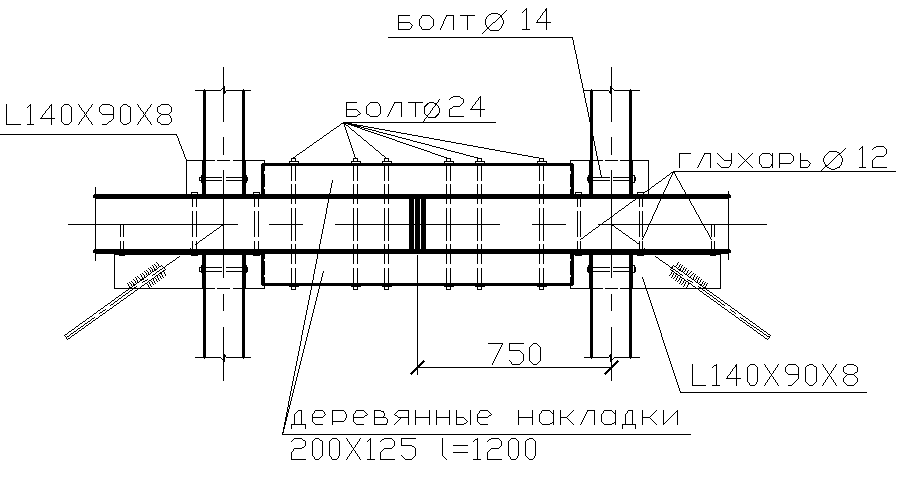 болт ∅ 14
L140X90X8
болт∅24
глухарь ∅ 12
750
L140X90X8
деревянные накладки
200X125 l=1200